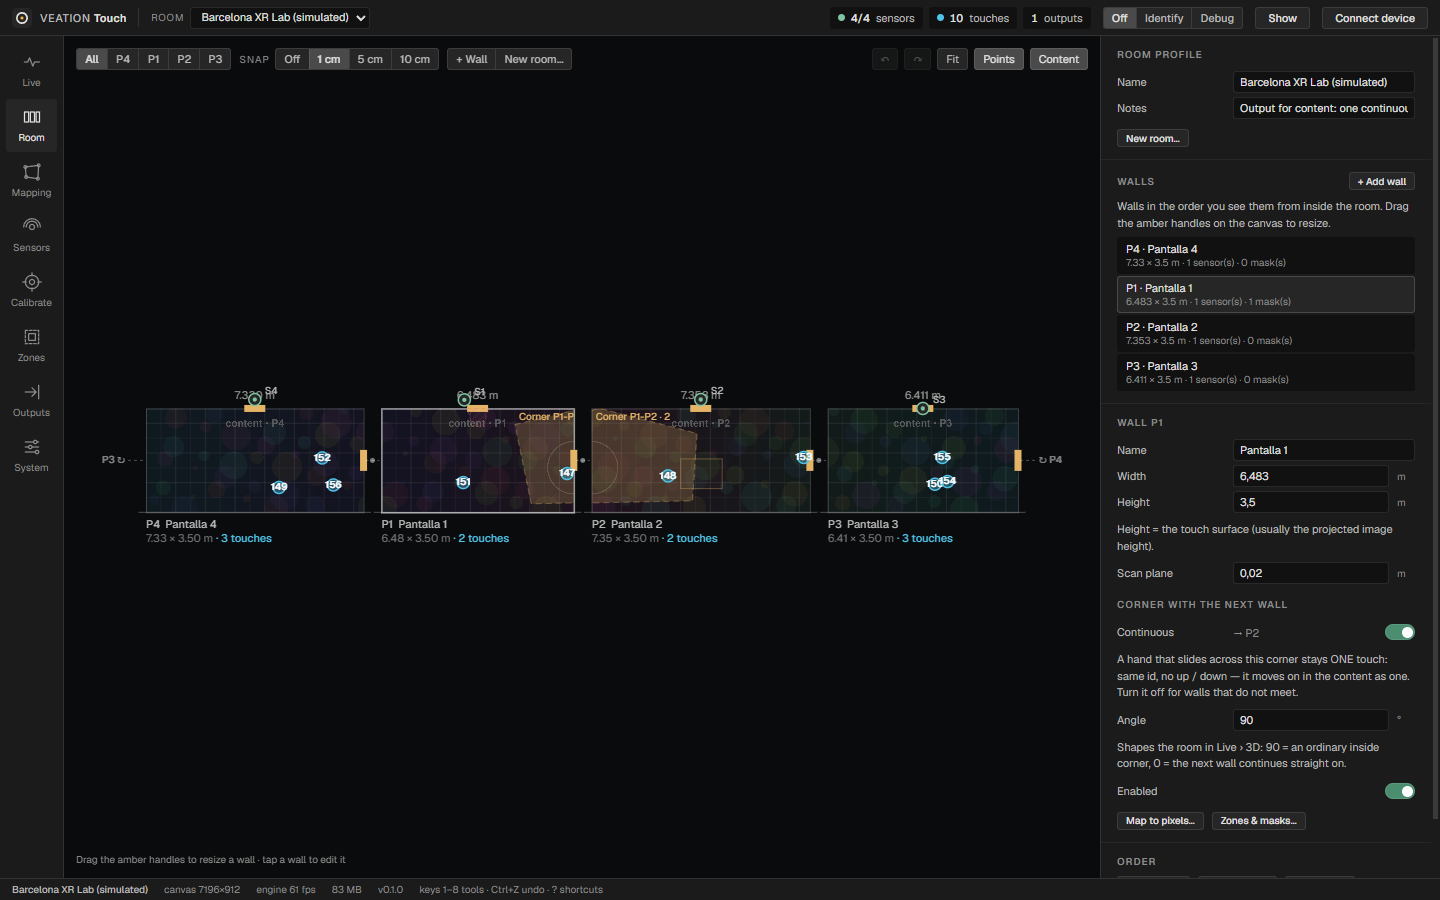 VEATION Touch
ROOM
Barcelona XR Lab (simulated)
4/4 sensors
10 touches
1 outputs
Off
Identify
Debug
Show
Connect device
Live
Room
Mapping
Sensors
Calibrate
Zones
Outputs
System
All
P4
P1
P2
P3
SNAP
Off
1 cm
5 cm
10 cm
+ Wall
New room...
Fit
Points
Content
S4
S1
S2
6.411 m
S3
content · P4
content · P1
Corner P1-P
Corner P1-P2 · 2
content · P2
content · P3
P3 ↻
152
149
156
151
147
148
153
155
154
↻ P4
P4 Pantalla 4
7.33 × 3.50 m · 3 touches
P1 Pantalla 1
6.48 × 3.50 m · 2 touches
P2 Pantalla 2
7.35 × 3.50 m · 2 touches
P3 Pantalla 3
6.41 × 3.50 m · 3 touches
Drag the amber handles to resize a wall · tap a wall to edit it
ROOM PROFILE
Name
Barcelona XR Lab (simulated)
Notes
Output for content: one continuou
New room...
WALLS
+ Add wall
Walls in the order you see them from inside the room. Drag
the amber handles on the canvas to resize.
P4 · Pantalla 4
7.33 × 3.5 m · 1 sensor(s) · 0 mask(s)
P1 · Pantalla 1
6.483 × 3.5 m · 1 sensor(s) · 1 mask(s)
P2 · Pantalla 2
7.353 × 3.5 m · 1 sensor(s) · 0 mask(s)
P3 · Pantalla 3
6.411 × 3.5 m · 1 sensor(s) · 0 mask(s)
WALL P1
Name
Pantalla 1
Width
6,483
m
Height
3,5
m
Height = the touch surface (usually the projected image
height).
Scan plane
0,02
m
CORNER WITH THE NEXT WALL
Continuous
→ P2
A hand that slides across this corner stays ONE touch:
same id, no up / down — it moves on in the content as one.
Turn it off for walls that do not meet.
Angle
90
°
Shapes the room in Live › 3D: 90 = an ordinary inside
corner, 0 = the next wall continues straight on.
Enabled
Map to pixels...
Zones & masks...
ORDER
Barcelona XR Lab (simulated)
canvas 7196×912
engine 61 fps
83 MB
v0.1.0
keys 1–8 tools · Ctrl+Z undo · ? shortcuts